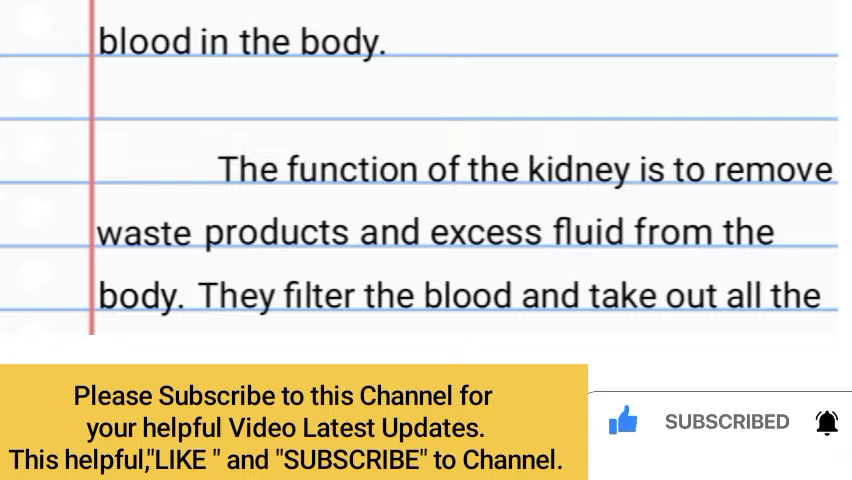 blood in the body.
The function of the kidney is to remove
waste products and excess fluid from the
body. They filter the blood and take out all the
Please Subscribe to this Channel for
your helpful Video Latest Updates.
This helpful,"LIKE " and "SUBSCRIBE" to Channel.
SUBSCRIBED